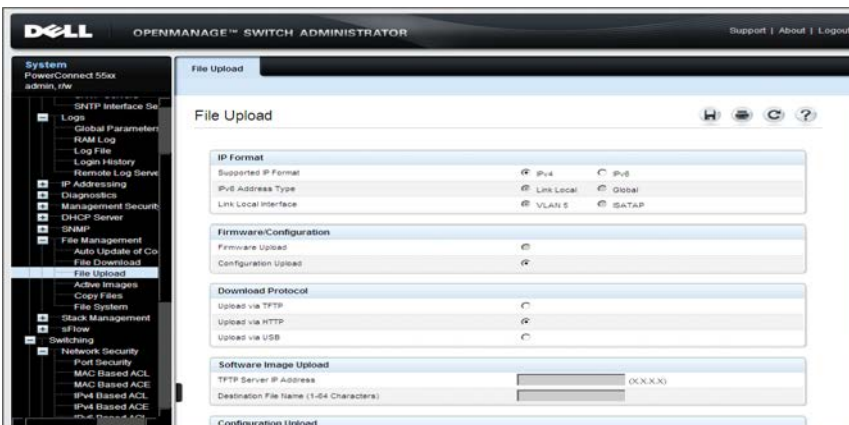 DELL OPENMANAGE™ SWITCH ADMINISTRATOR Support | About | Logout
System
PowerConnect 55xx
admin, r/w
SNTP Interface Se
Logs
Global Parameters
RAM Log
Log File
Login History
Remote Log Serve
IP Addressing
Diagnostics
Management Securit
DHCP Server
SNMP
File Management
Auto Update of Co
File Download
File Upload
Active Images
Copy Files
File System
Stack Management
sFlow
Switching
Network Security
Port Security
MAC Based ACL
MAC Based ACE
IPv4 Based ACL
IPv4 Based ACE
File Upload
File Upload
IP Format
Supported IP Format IPv4 IPv6
IPv6 Address Type Link Local Global
Link Local Interface VLAN 5 ISATAP
Firmware/Configuration
Firmware Upload
Configuration Upload
Download Protocol
Upload via TFTP
Upload via HTTP
Upload via USB
Software Image Upload
TFTP Server IP Address (X.X.X.X)
Destination File Name (1-64 Characters)
Configuration Upload